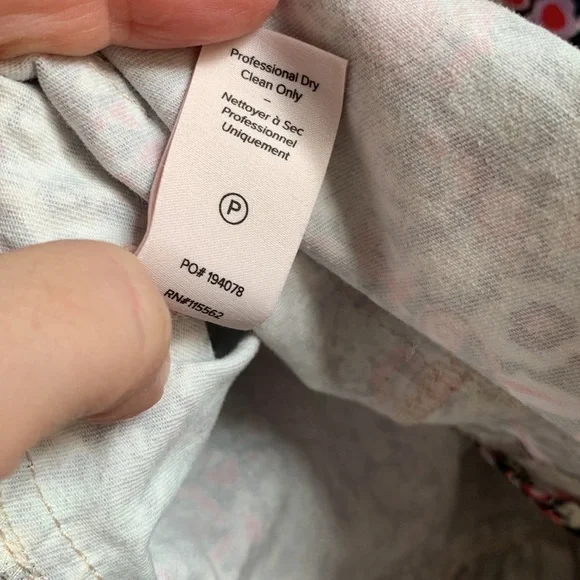 Professional Dry
Clean Only
–
Nettoyer à Sec
Professionnel
Uniquement
P
PO# 194078
RN#115562